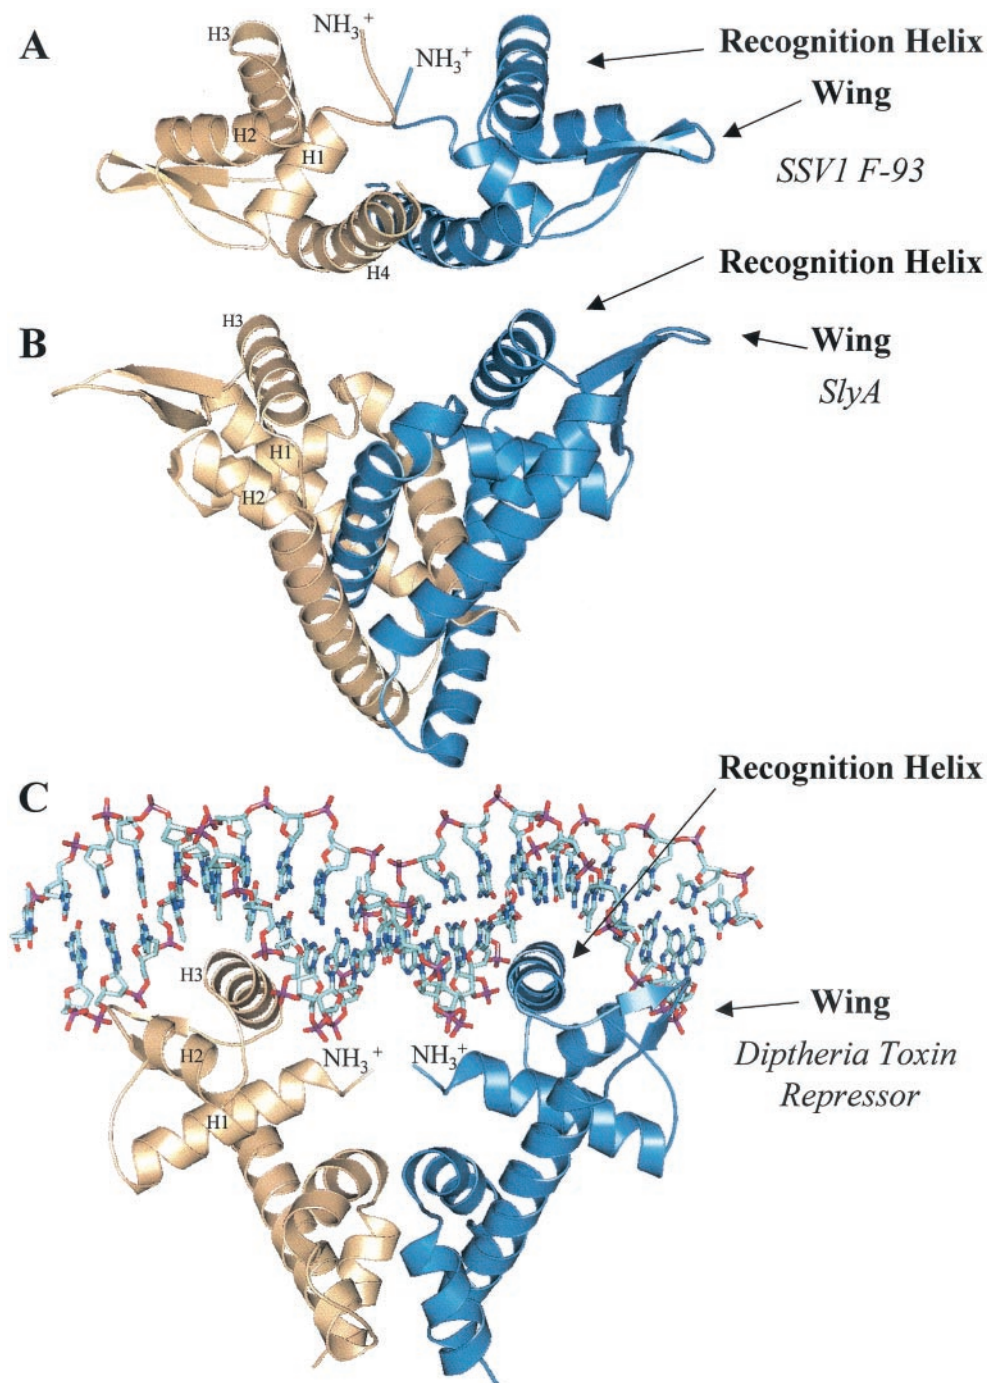 A
H3
NH3+
NH3+
Recognition Helix
Wing
H2
H1
SSV1 F-93
H4
Recognition Helix
B
H3
Wing
SlyA
H1
H2
Recognition Helix
C
H3
Wing
H2
NH3+
NH3+
Diptheria Toxin
Repressor
H1